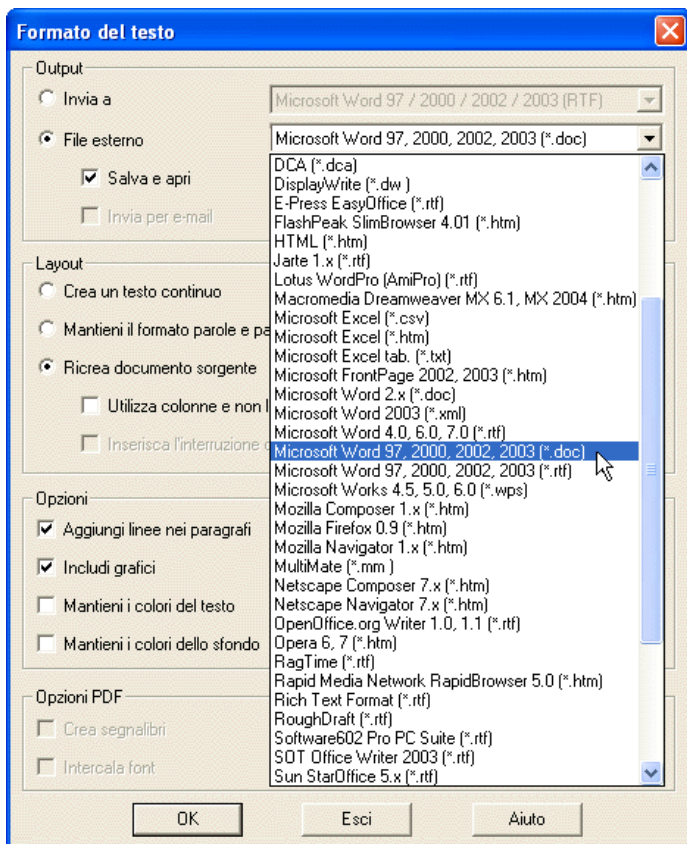 Formato del testo
Output
Invia a
Microsoft Word 97 / 2000 / 2002 / 2003 (RTF)
File esterno
Microsoft Word 97, 2000, 2002, 2003 (*.doc)
Salva e apri
Invia per e-mail
DCA (*.dca)
DisplayWrite (*.dw )
E-Press EasyOffice (*.rtf)
FlashPeak SlimBrowser 4.01 (*.htm)
HTML (*.htm)
Jarte 1.x (*.rtf)
Lotus WordPro (AmiPro) (*.rtf)
Macromedia Dreamweaver MX 6.1, MX 2004 (*.htm)
Microsoft Excel (*.csv)
Microsoft Excel (*.htm)
Microsoft Excel tab. (*.txt)
Microsoft FrontPage 2002, 2003 (*.htm)
Microsoft Word 2.x (*.doc)
Microsoft Word 2003 (*.xml)
Microsoft Word 4.0, 6.0, 7.0 (*.rtf)
Microsoft Word 97, 2000, 2002, 2003 (*.doc)
Microsoft Word 97, 2000, 2002, 2003 (*.rtf)
Microsoft Works 4.5, 5.0, 6.0 (*.wps)
Mozilla Composer 1.x (*.htm)
Mozilla Firefox 0.9 (*.htm)
Mozilla Navigator 1.x (*.htm)
MultiMate (*.mm )
Netscape Composer 7.x (*.htm)
Netscape Navigator 7.x (*.htm)
OpenOffice.org Writer 1.0, 1.1 (*.rtf)
Opera 6, 7 (*.htm)
RagTime (*.rtf)
Rapid Media Network RapidBrowser 5.0 (*.htm)
Rich Text Format (*.rtf)
RoughDraft (*.rtf)
Software602 Pro PC Suite (*.rtf)
SOT Office Writer 2003 (*.rtf)
Sun StarOffice 5.x (*.rtf)
Layout
Crea un testo continuo
Mantieni il formato parole e pa
Ricrea documento sorgente
Utilizza colonne e non l
Inserisca l'interruzione
Opzioni
Aggiungi linee nei paragrafi
Includi grafici
Mantieni i colori del testo
Mantieni i colori dello sfondo
Opzioni PDF
Crea segnalibri
Intercala font
OK
Esci
Aiuto